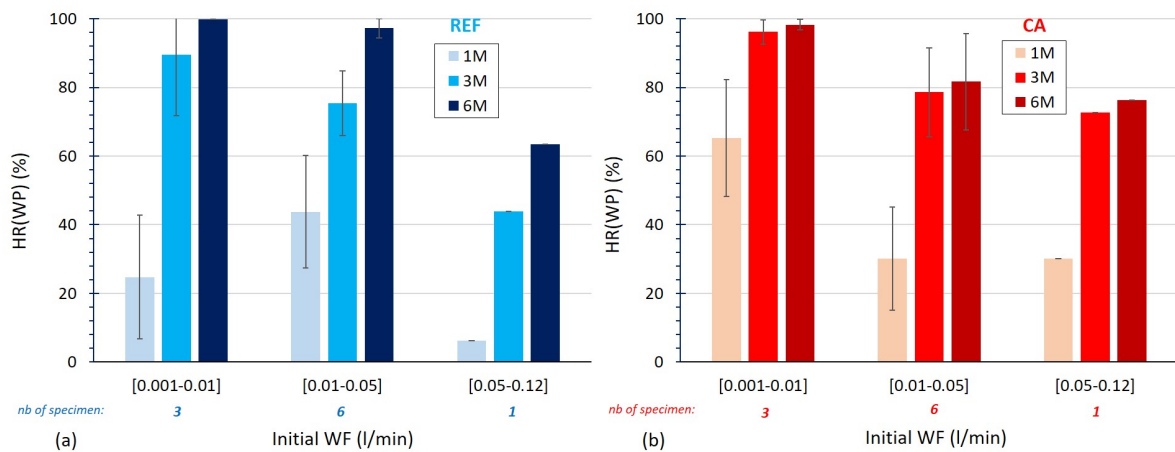 REF
1M
3M
6M
HR(WP) (%)
100
80
60
40
20
0
[0.001-0.01]
[0.01-0.05]
[0.05-0.12]
nb of specimen:
3
6
1
(a)
Initial WF (l/min)
CA
1M
3M
6M
HR(WP) (%)
100
80
60
40
20
0
[0.001-0.01]
[0.01-0.05]
[0.05-0.12]
nb of specimen:
3
6
1
(b)
Initial WF (l/min)